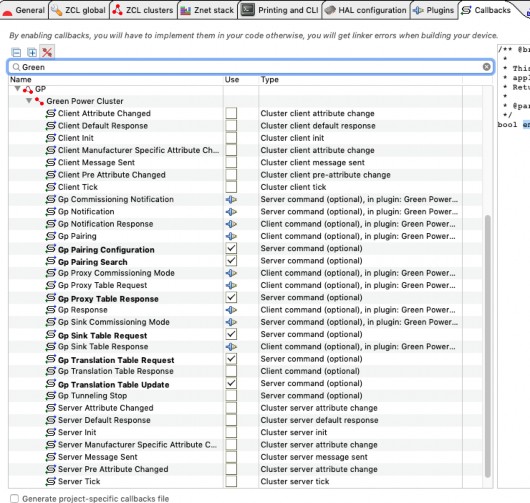 General ZCL global ZCL clusters Znet stack Printing and CLI HAL configuration Plugins Callbacks
By enabling callbacks, you will have to implement them in your code otherwise, you will get linker errors when building your device.
Green
Name Use Type
GP
Green Power Cluster
Client Attribute Changed Cluster client attribute change
Client Default Response Cluster client default response
Client Init Cluster client init
Client Manufacturer Specific Attribute Ch... Cluster client attribute change
Client Message Sent Cluster client message sent
Client Pre Attribute Changed Cluster client pre-attribute change
Client Tick Cluster client tick
Gp Commissioning Notification Server command (optional), in plugin: Green Power...
Gp Notification Server command (optional), in plugin: Green Power...
Gp Notification Response Client command (optional), in plugin: Green Power...
Gp Pairing Client command (optional), in plugin: Green Power...
Gp Pairing Configuration Server command (optional)
Gp Pairing Search Server command (optional)
Gp Proxy Commissioning Mode Client command (optional), in plugin: Green Power...
Gp Proxy Table Request Client command (optional), in plugin: Green Power...
Gp Proxy Table Response Server command (optional)
Gp Response Client command (optional), in plugin: Green Power...
Gp Sink Commissioning Mode Server command (optional), in plugin: Green Power...
Gp Sink Table Request Server command (optional)
Gp Sink Table Response Client command (optional), in plugin: Green Power...
Gp Translation Table Request Server command (optional)
Gp Translation Table Response Client command (optional)
Gp Translation Table Update Server command (optional)
Gp Tunneling Stop Server command (optional)
Server Attribute Changed Cluster server attribute change
Server Default Response Cluster server default response
Server Init Cluster server init
Server Manufacturer Specific Attribute C... Cluster server attribute change
Server Message Sent Cluster server message sent
Server Pre Attribute Changed Cluster server pre-attribute change
Server Tick Cluster server tick
Generate project-specific callbacks file
/** @br
*
* This
* appl
* Retu
*
* @par
*/
bool em